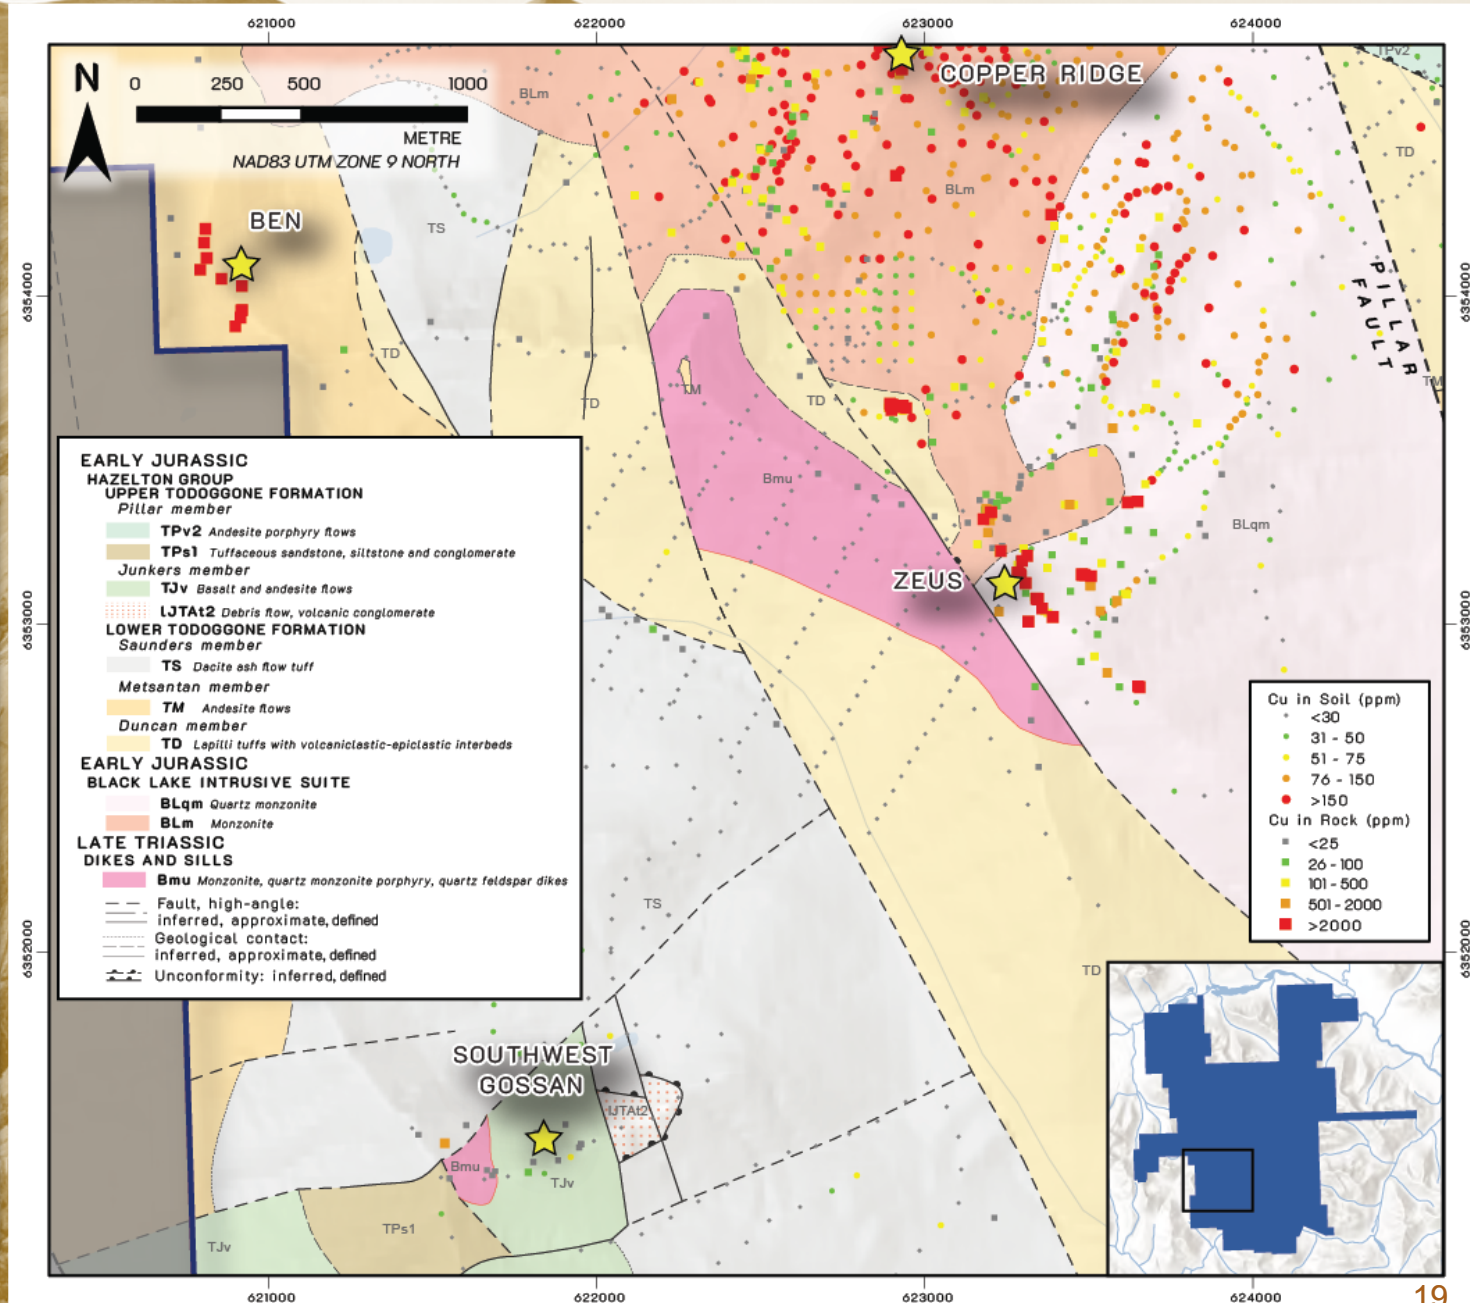 621000
622000
623000
624000
N
0
250
500
1000
METRE
NAD83 UTM ZONE 9 NORTH
COPPER RIDGE
TPv2
BLm
TD
BLm
BEN
TS
6354000
6354000
PILLAR
FAULT
TD
TM
TM
TD
TD
Bmu
BLqm
ZEUS
EARLY JURASSIC
HAZELTON GROUP
UPPER TODOGGONE FORMATION
Pillar member
TPv2 Andesite porphyry flows
TPs1 Tuffaceous sandstone, siltstone and conglomerate
Junkers member
TJv Basalt and andesite flows
lJTAt2 Debris flow, volcanic conglomerate
LOWER TODOGGONE FORMATION
Saunders member
TS Dacite ash flow tuff
Metsantan member
TM Andesite flows
Duncan member
TD Lapilli tuffs with volcaniclastic-epiclastic interbeds
EARLY JURASSIC
BLACK LAKE INTRUSIVE SUITE
BLqm Quartz monzonite
BLm Monzonite
LATE TRIASSIC
DIKES AND SILLS
Bmu Monzonite, quartz monzonite porphyry, quartz feldspar dikes
Fault, high-angle:
inferred, approximate, defined
Geological contact:
inferred, approximate, defined
Unconformity: inferred, defined
6353000
6353000
Cu in Soil (ppm)
<30
31 - 50
51 - 75
76 - 150
>150
Cu in Rock (ppm)
<25
26 - 100
101 - 500
501 - 2000
>2000
TS
6352000
6352000
TD
SOUTHWEST
GOSSAN
lJTAt2
Bmu
TJv
TPs1
TJv
621000
622000
623000
624000
19